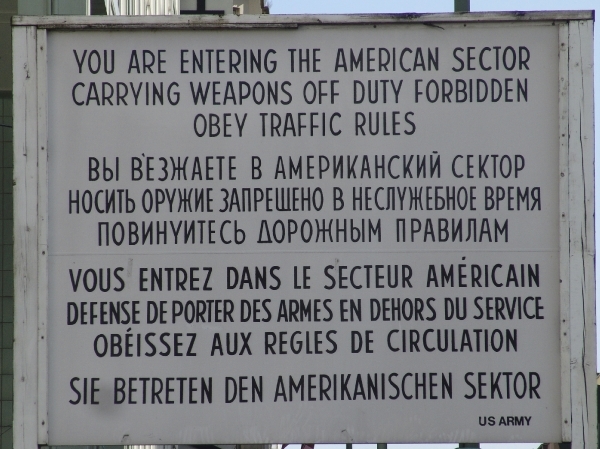 YOU ARE ENTERING THE AMERICAN SECTOR
CARRYING WEAPONS OFF DUTY FORBIDDEN
OBEY TRAFFIC RULES
ВЫ ВЪЕЗЖАЕТЕ В АМЕРИКАНСКИЙ СЕКТОР
НОСИТЬ ОРУЖИЕ ЗАПРЕЩЕНО В НЕСЛУЖЕБНОЕ ВРЕМЯ
ПОВИНУИТЕСЬ ДОРОЖНЫМ ПРАВИЛАМ
VOUS ENTREZ DANS LE SECTEUR AMÉRICAIN
DEFENSE DE PORTER DES ARMES EN DEHORS DU SERVICE
OBÉISSEZ AUX REGLES DE CIRCULATION
SIE BETRETEN DEN AMERIKANISCHEN SEKTOR
US ARMY